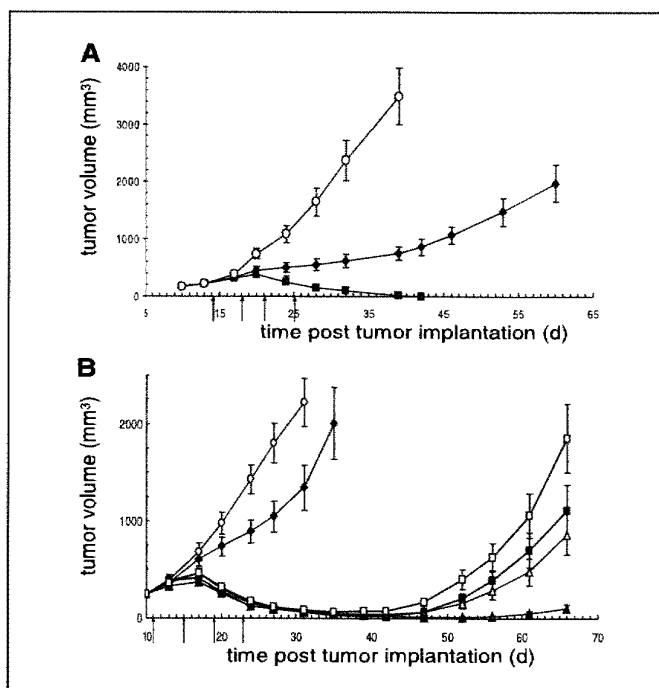 A
tumor volume (mm³)
4000
3000
2000
1000
0
5 15 25 35 45 55 65
time post tumor implantation (d)
B
tumor volume (mm³)
2000
1000
0
10 20 30 40 50 60 70
time post tumor implantation (d)